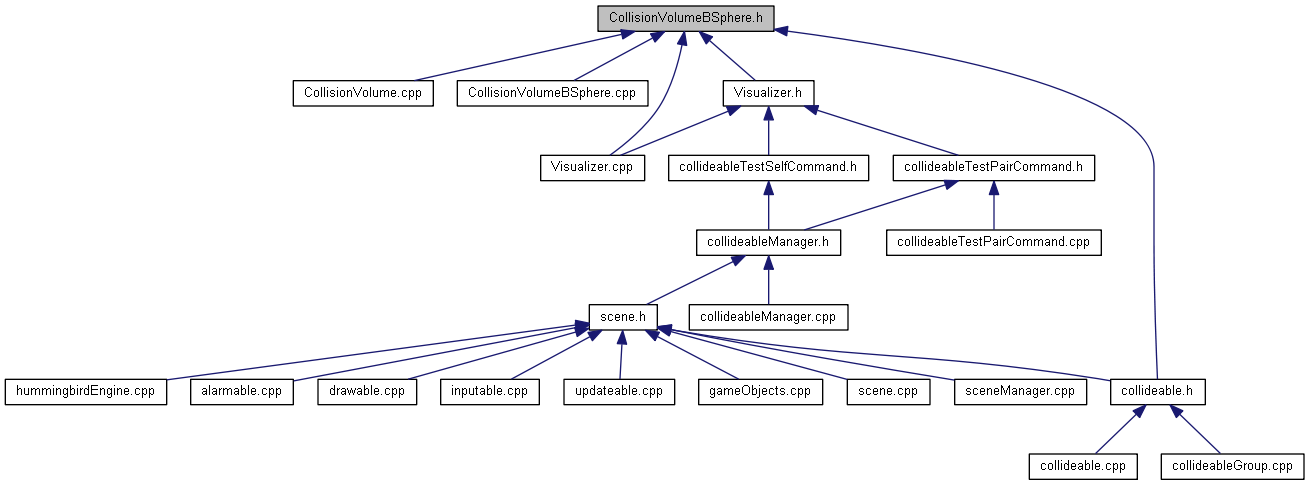 CollisionVolumeBSphere.h
CollisionVolume.cpp
CollisionVolumeBSphere.cpp
Visualizer.h
Visualizer.cpp
collideableTestSelfCommand.h
collideableTestPairCommand.h
collideableManager.h
collideableTestPairCommand.cpp
scene.h
collideableManager.cpp
hummingbirdEngine.cpp
alarmable.cpp
drawable.cpp
inputable.cpp
updateable.cpp
gameObjects.cpp
scene.cpp
sceneManager.cpp
collideable.h
collideable.cpp
collideableGroup.cpp